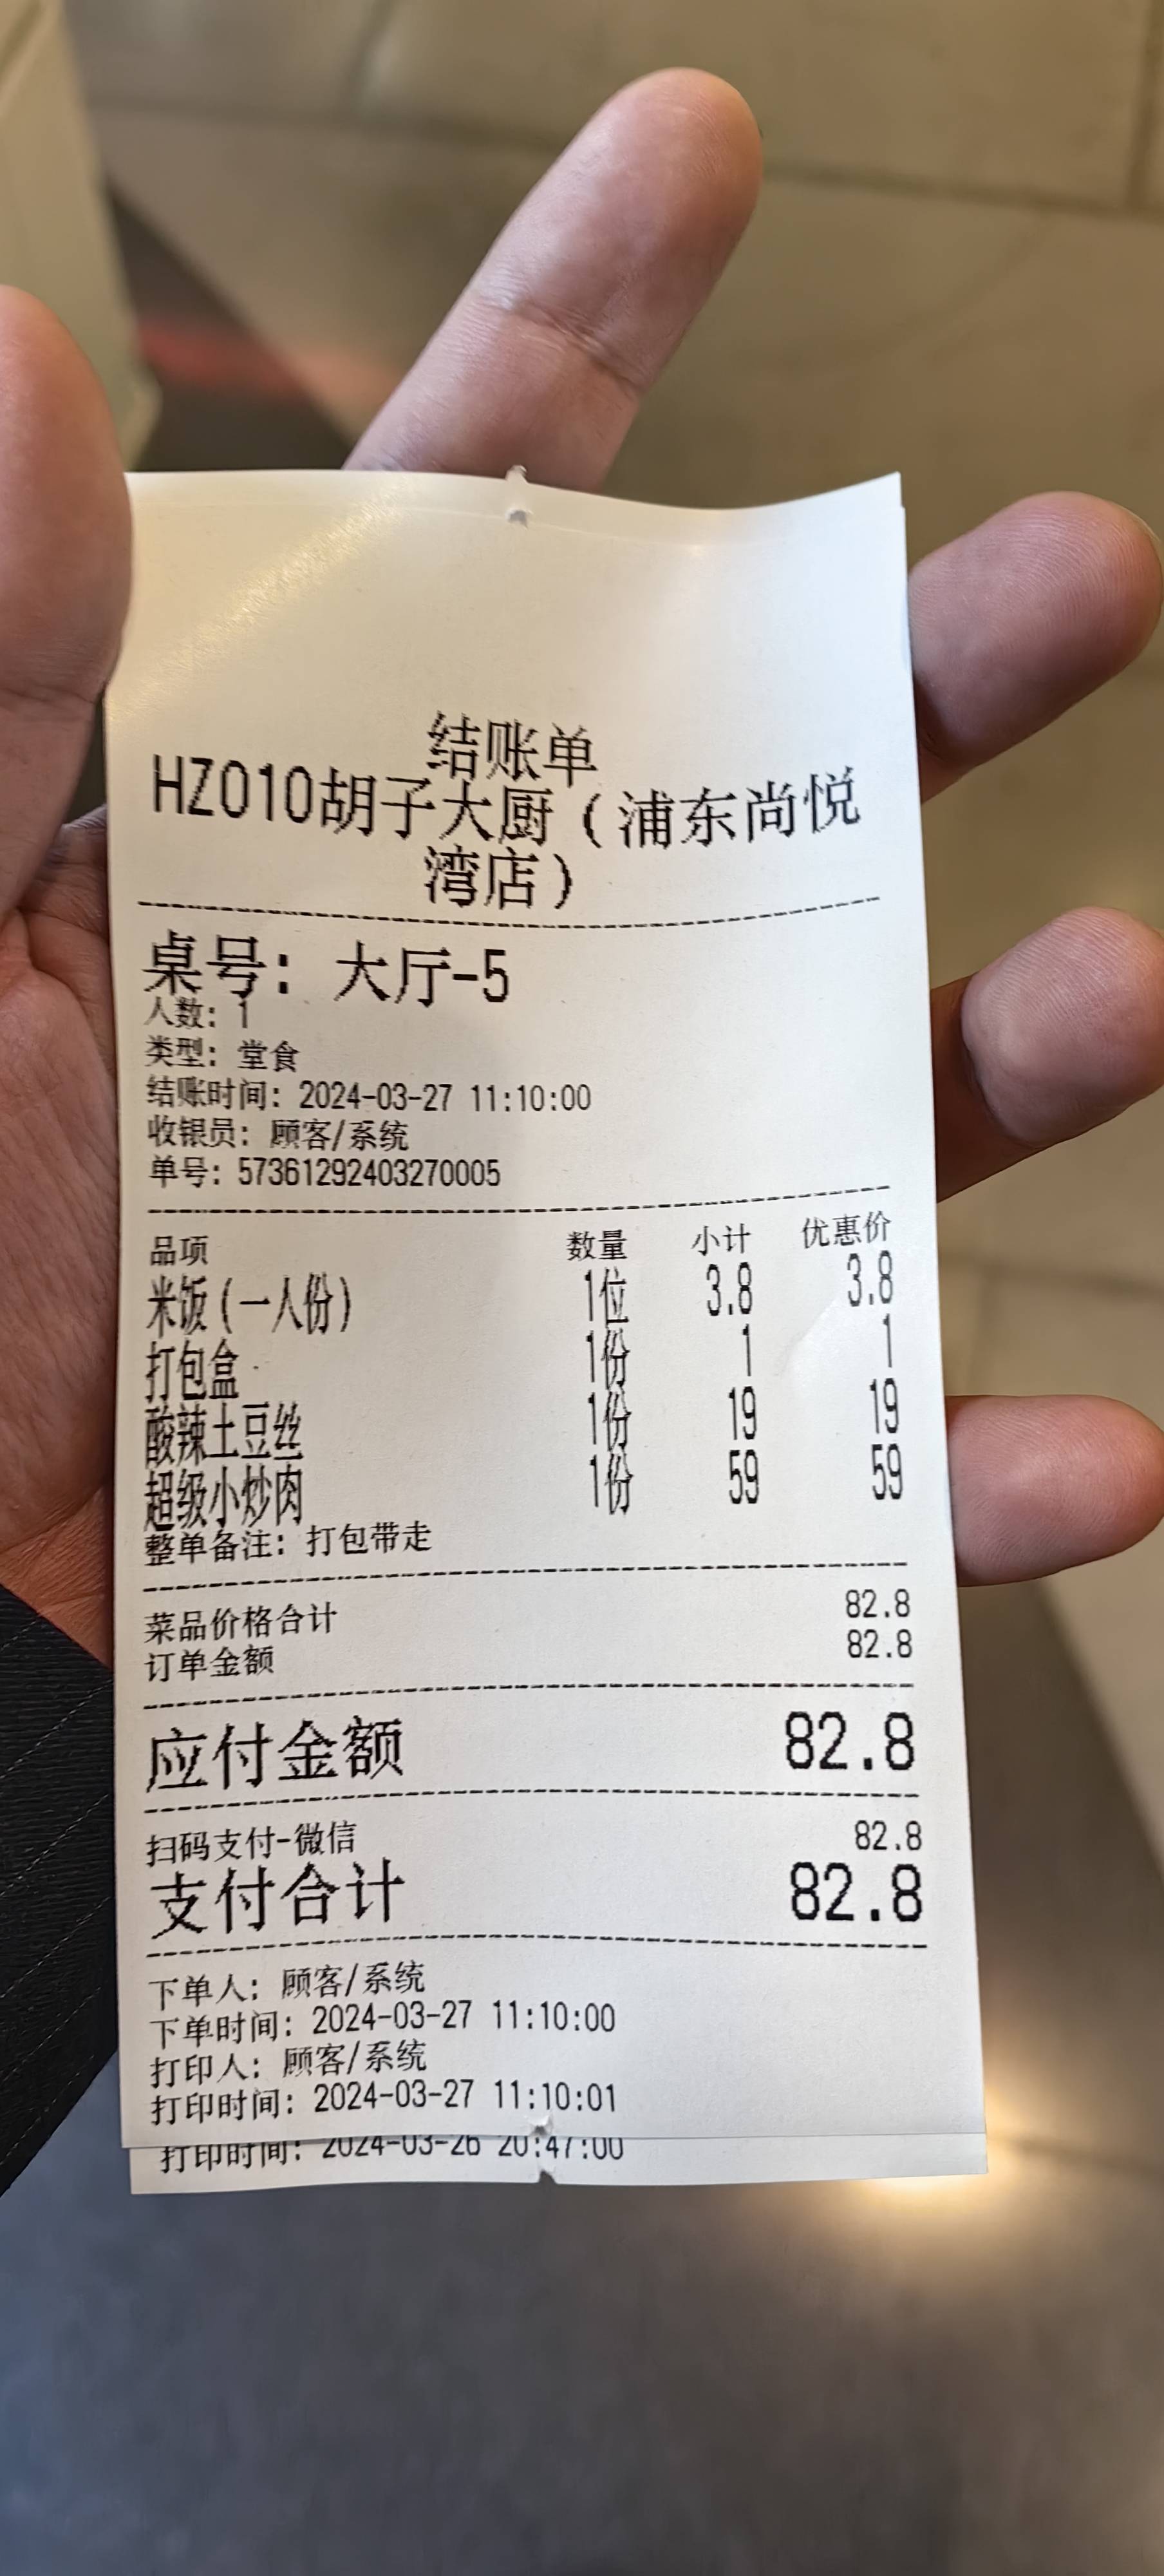 结账单
HZ010胡子大厨(浦东尚悦
湾店)
桌号: 大厅-5
人数: 1
类型: 堂食
结账时间: 2024-03-27 11:10:00
收银员: 顾客/系统
单号: 57361292403270005
品项 数量 小计 优惠价
米饭(一人份) 1位 3.8 3.8
打包盒 1份 1 1
酸辣土豆丝 1份 19 19
超级小炒肉 1份 59 59
整单备注: 打包带走
菜品价格合计 82.8
订单金额 82.8
应付金额 82.8
扫码支付-微信 82.8
支付合计 82.8
下单人: 顾客/系统
下单时间: 2024-03-27 11:10:00
打印人: 顾客/系统
打印时间: 2024-03-27 11:10:01
打印时间: 2024-03-26 20:47:00